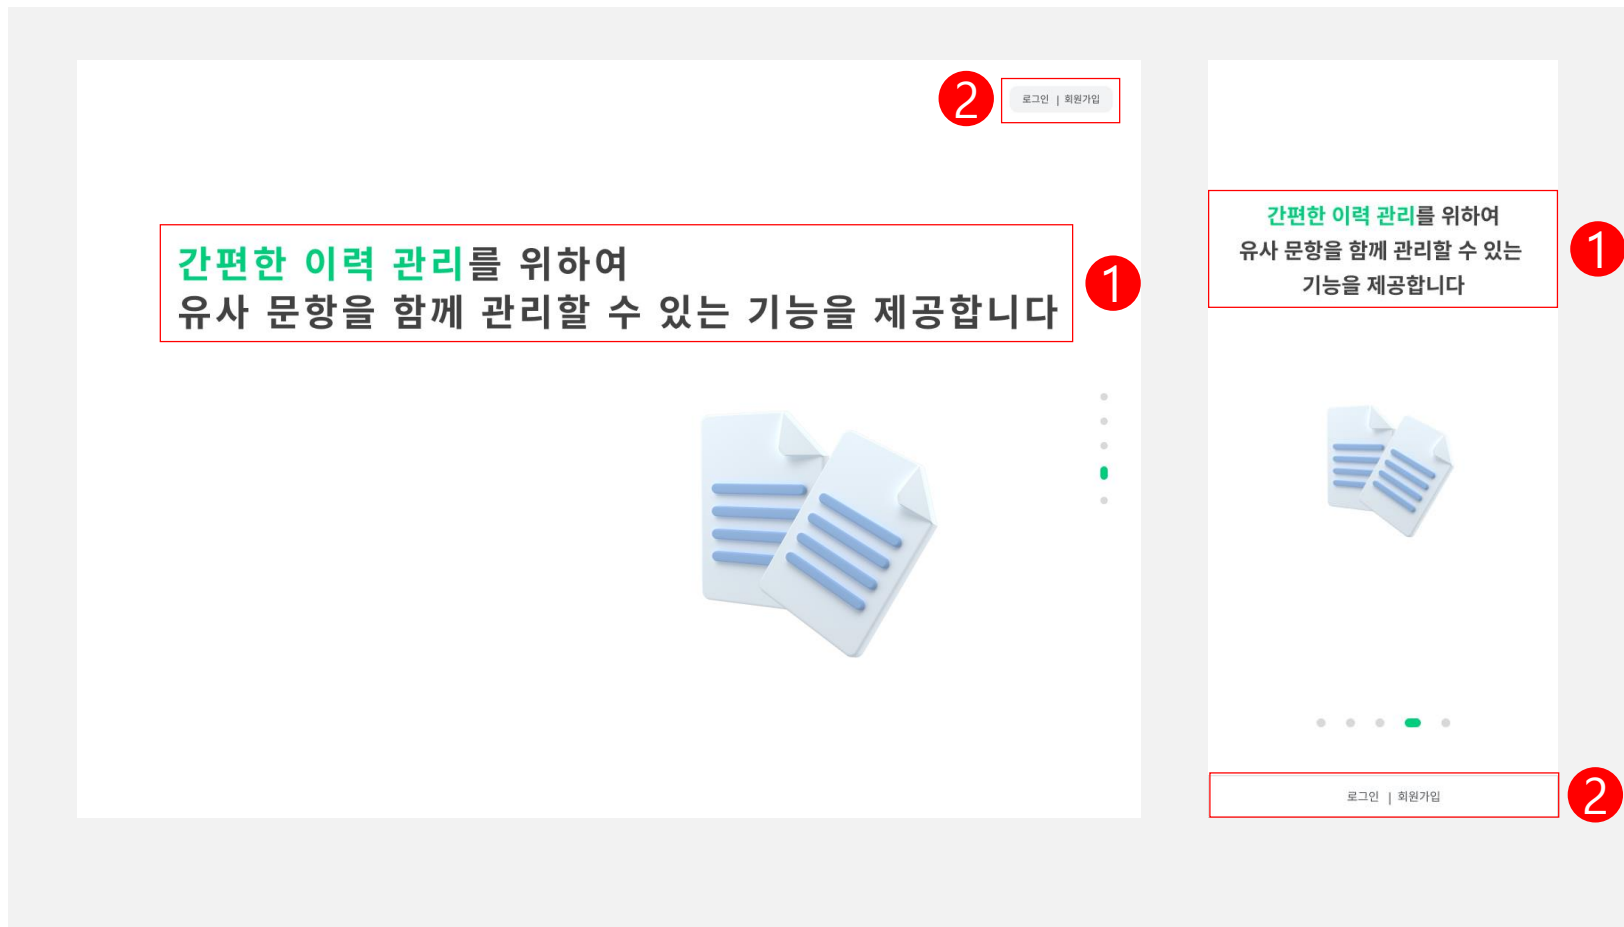 2
로그인 | 회원가입
간편한 이력 관리를 위하여
유사 문항을 함께 관리할 수 있는 기능을 제공합니다
1
간편한 이력 관리를 위하여
유사 문항을 함께 관리할 수 있는
기능을 제공합니다
1
로그인 | 회원가입
2